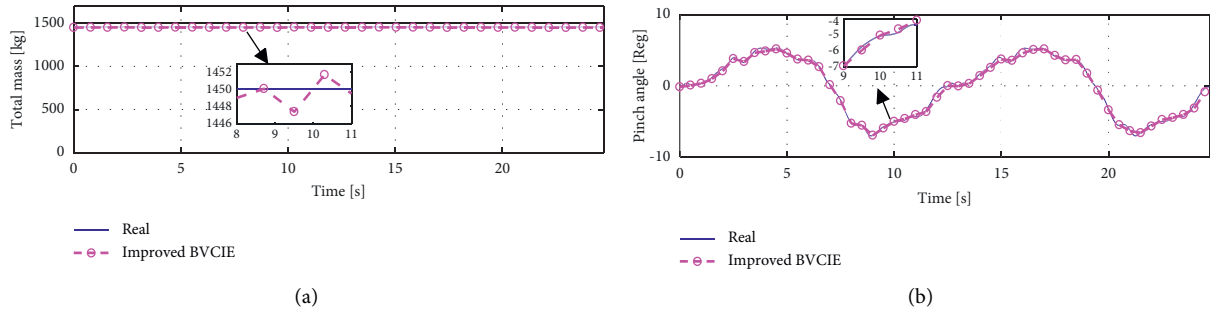 Total mass [kg]
1500
1000
500
0
0 5 10 15 20
Time [s]
1452
1450
1448
1446
8 9 10 11
Real
Improved BVCIE
(a)
Pinch angle [Reg]
10
0
-10
0 5 10 15 20
Time [s]
-4
-5
-6
-7
9 10 11
Real
Improved BVCIE
(b)